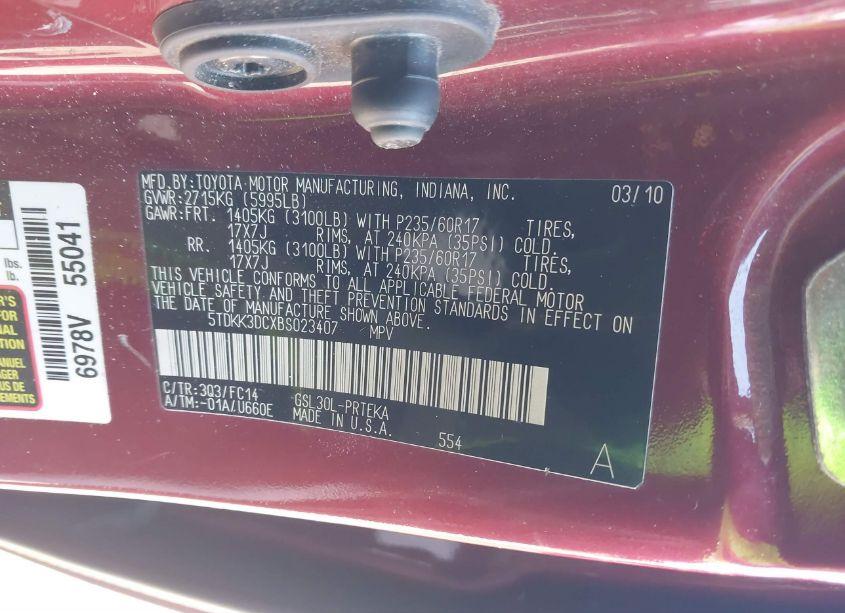 MFD.BY:TOYOTA MOTOR MANUFACTURING, INDIANA, INC. 03/10
GVWR:2715KG (5995LB)
GAWR:FRT. 1405KG (3100LB) WITH P235/60R17 TIRES,
17X7J RIMS, AT 240KPA (35PSI) COLD.
RR. 1405KG (3100LB) WITH P235/60R17 TIRES,
17X7J RIMS, AT 240KPA (35PSI) COLD.
THIS VEHICLE CONFORMS TO ALL APPLICABLE FEDERAL MOTOR
VEHICLE SAFETY AND THEFT PREVENTION STANDARDS IN EFFECT ON
THE DATE OF MANUFACTURE SHOWN ABOVE.
5TDKK3DCXBS023407 MPV
C/TR:3Q3/FC14 GSL30L-PRTEKA
A/TM:-01A/U660E MADE IN U.S.A.
554
A
6978V 55041
lbs.
lb.